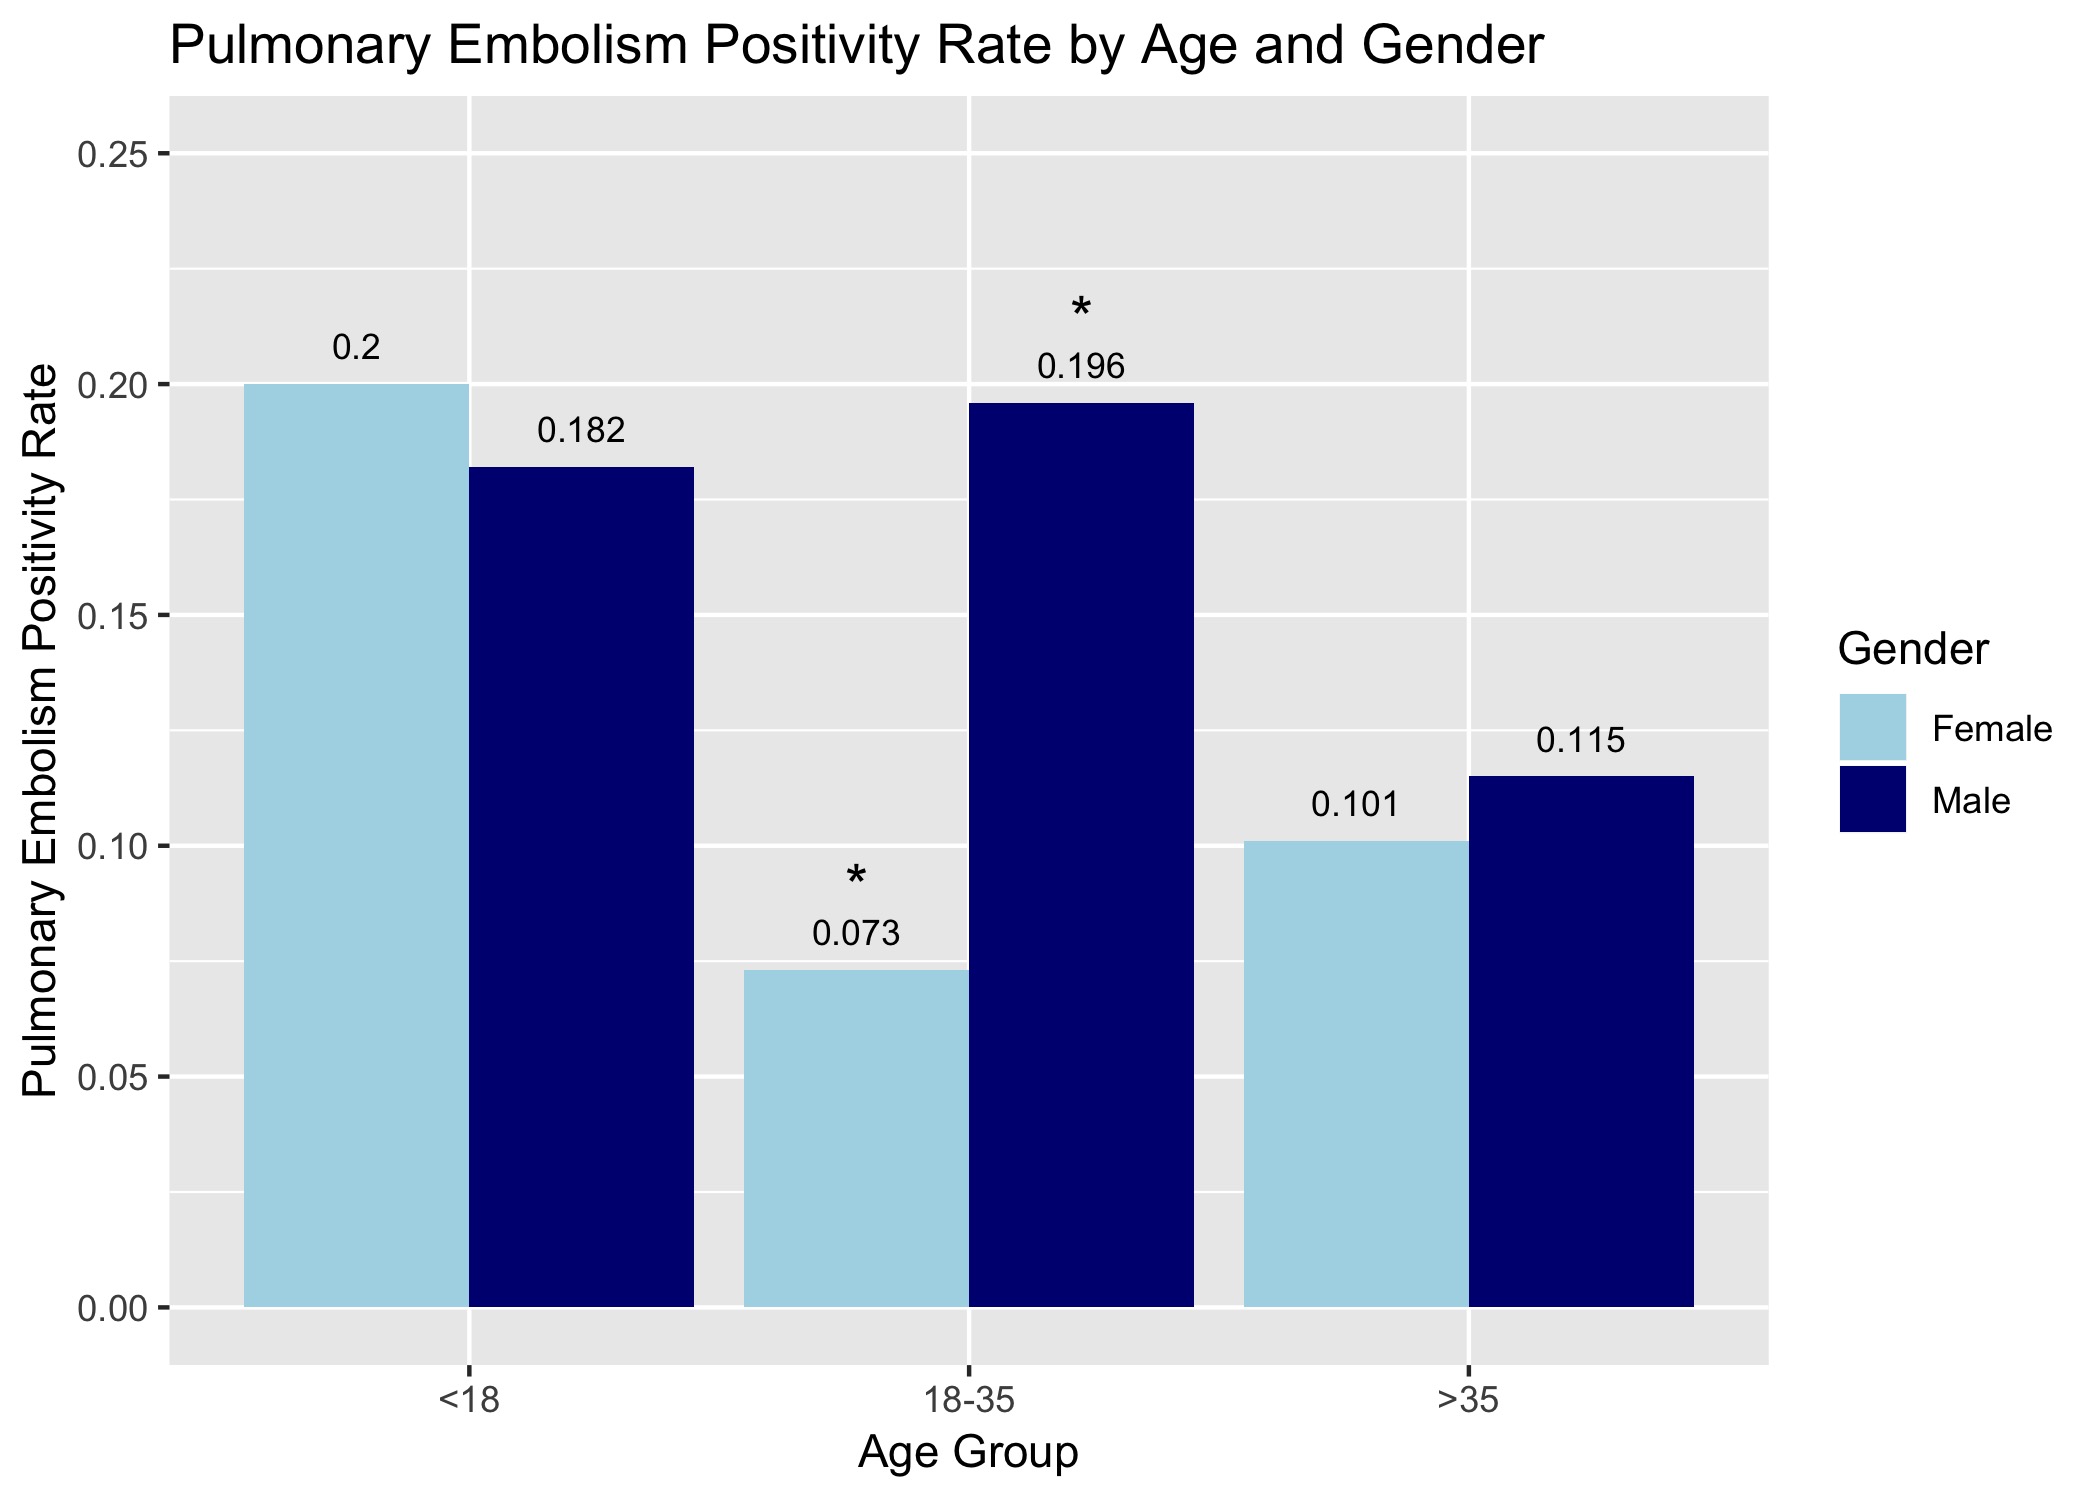 Pulmonary Embolism Positivity Rate by Age and Gender
Pulmonary Embolism Positivity Rate
0.25
0.20
0.15
0.10
0.05
0.00
0.2
0.182
*
0.073
*
0.196
0.101
0.115
<18
18-35
>35
Age Group
Gender
Female
Male